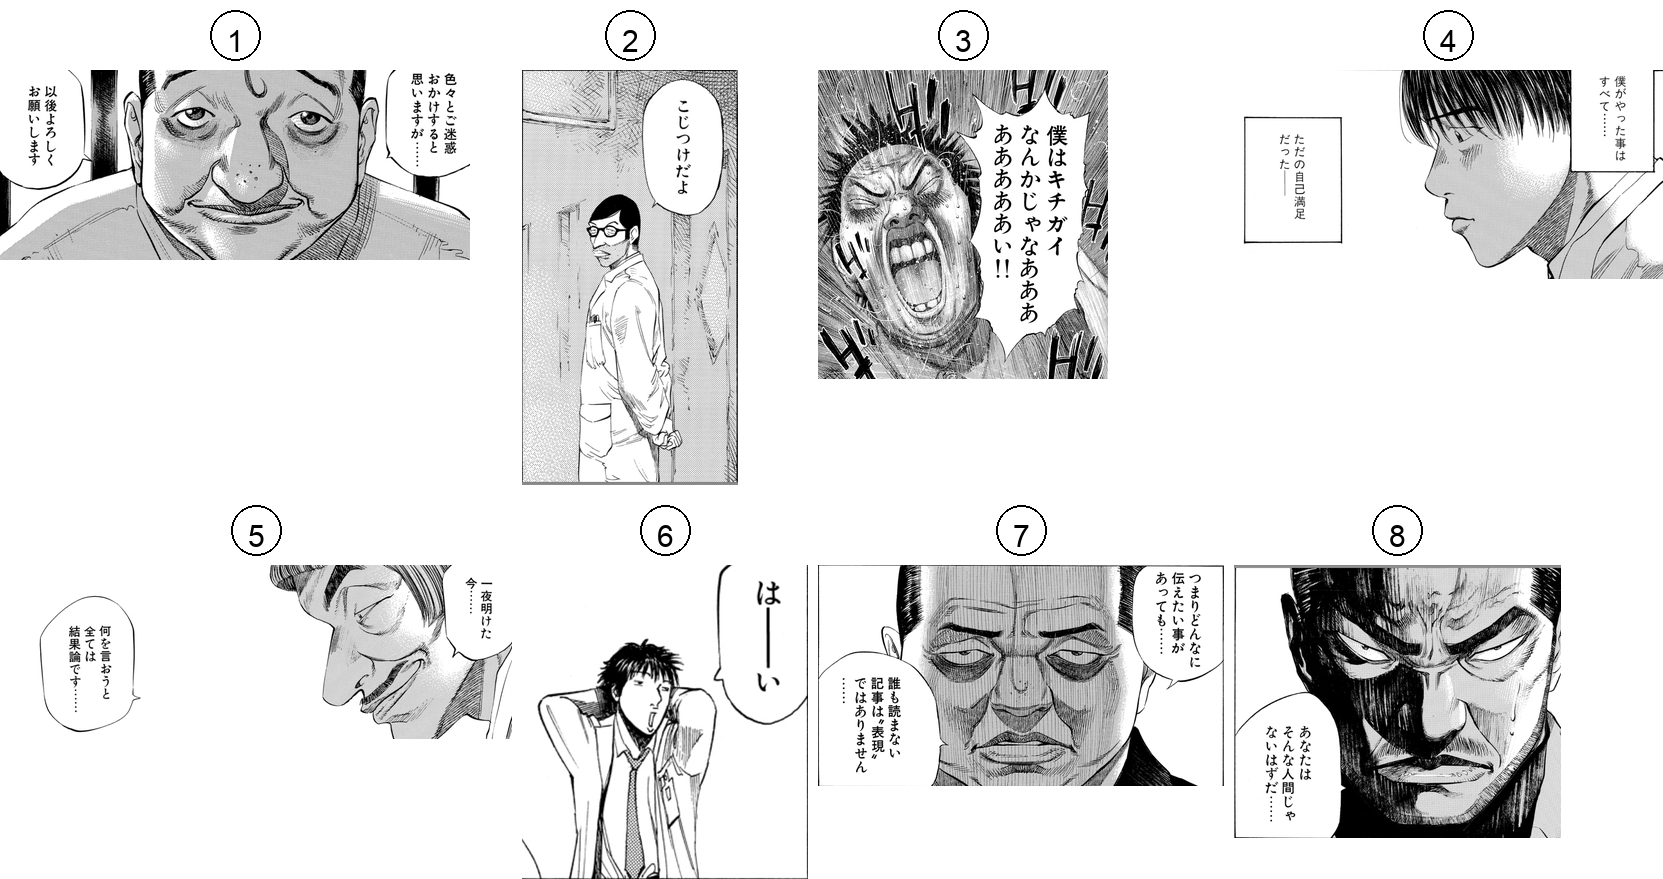 1
色々とご迷惑
おかけすると
思いますが……
以後よろしく
お願いします
2
こじつけだよ
3
僕はキチガイ
なんかじゃなあああ
ああああああい!!
4
僕がやった事は
すべて……
ただの自己満足
だった――
5
一夜明けた
今……
何を言おうと
全ては
結果論です……
6
は――い
7
つまりどんなに
伝えたい事が
あっても……
誰も読まない
記事は〝表現〟
ではありません
……
8
あなたは
そんな人間じゃ
ないはずだ……